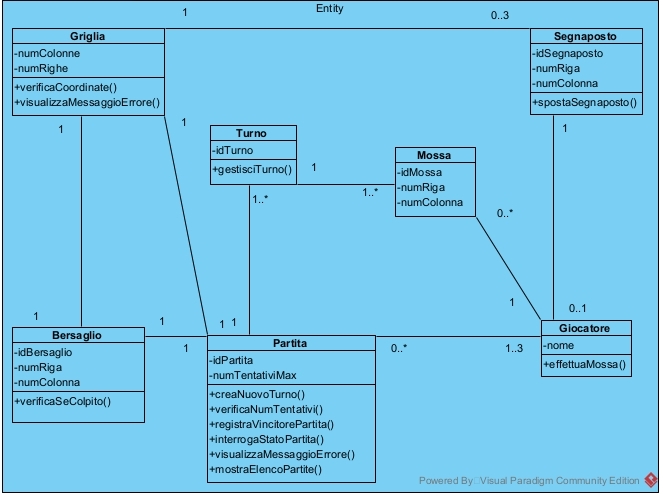 Entity
1
0..3
Griglia
-numColonne
-numRighe
+verificaCoordinate()
+visualizzaMessaggioErrore()
Segnaposto
-idSegnaposto
-numRiga
-numColonna
+spostaSegnaposto()
1
1
1
Turno
-idTurno
+gestisciTurno()
1
1..*
Mossa
-idMossa
-numRiga
-numColonna
1..*
0..*
1
1
1
1
1
0..1
Bersaglio
-idBersaglio
-numRiga
-numColonna
+verificaSeColpito()
1
1
Partita
-idPartita
-numTentativiMax
+creaNuovoTurno()
+verificaNumTentativi()
+registraVincitorePartita()
+interrogaStatoPartita()
+visualizzaMessaggioErrore()
+mostraElencoPartite()
0..*
1..3
Giocatore
-nome
+effettuaMossa()
Powered By Visual Paradigm Community Edition